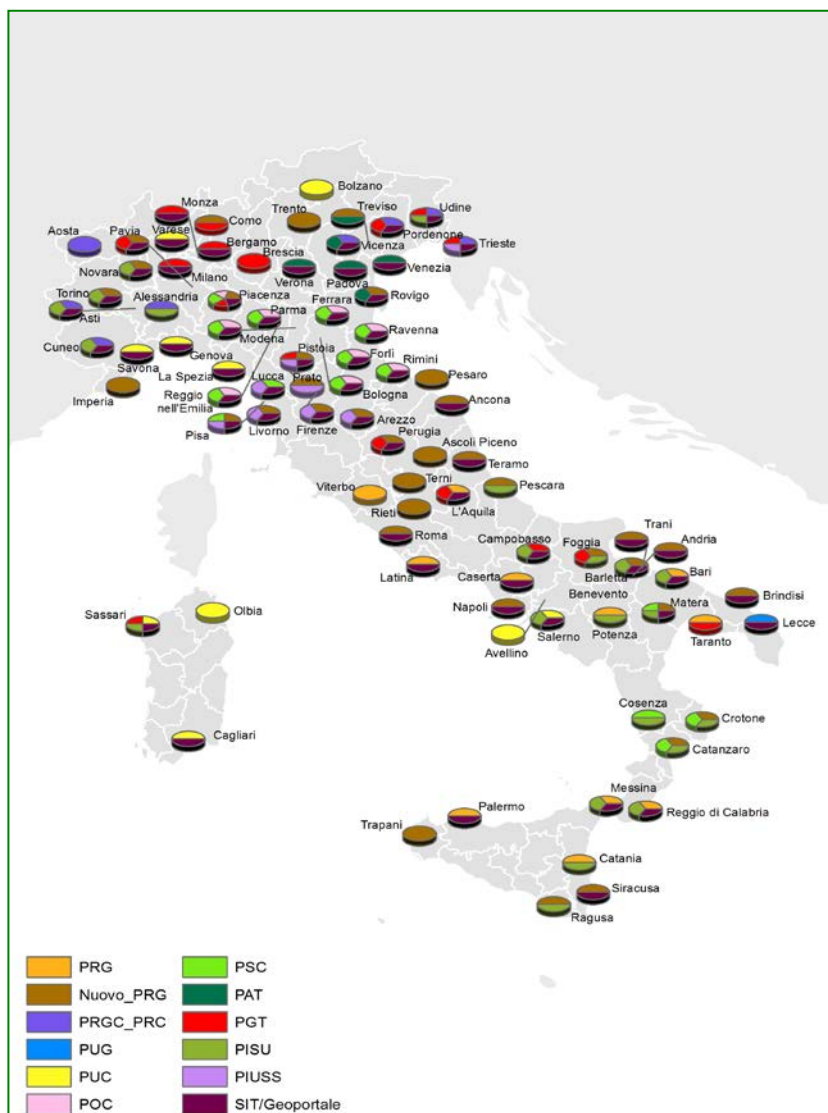 Bolzano
Monza
Treviso
Udine
Como
Trento
Aosta
Pavia
Varese
Pordenone
Bergamo
Vicenza
Trieste
Brescia
Novara
Milano
Verona
Padova
Venezia
Torino
Alessandria
Piacenza
Ferrara
Rovigo
Asti
Parma
Modena
Ravenna
Cuneo
Pistoia
Forlì
Genova
Rimini
Savona
La Spezia
Lucca
Prato
Pesaro
Imperia
Reggio
nell'Emilia
Bologna
Ancona
Pisa
Livorno
Firenze
Arezzo
Perugia
Ascoli Piceno
Teramo
Terni
Viterbo
Pescara
Rieti
L'Aquila
Trani
Roma
Campobasso
Foggia
Andria
Latina
Caserta
Barletta
Bari
Benevento
Brindisi
Napoli
Matera
Sassari
Olbia
Salerno
Potenza
Taranto
Lecce
Avellino
Cosenza
Crotone
Cagliari
Catanzaro
Messina
Palermo
Reggio di Calabria
Trapani
Catania
Siracusa
Ragusa
PRG
Nuovo_PRG
PRGC_PRC
PUG
PUC
POC
PSC
PAT
PGT
PISU
PIUSS
SIT/Geoportale